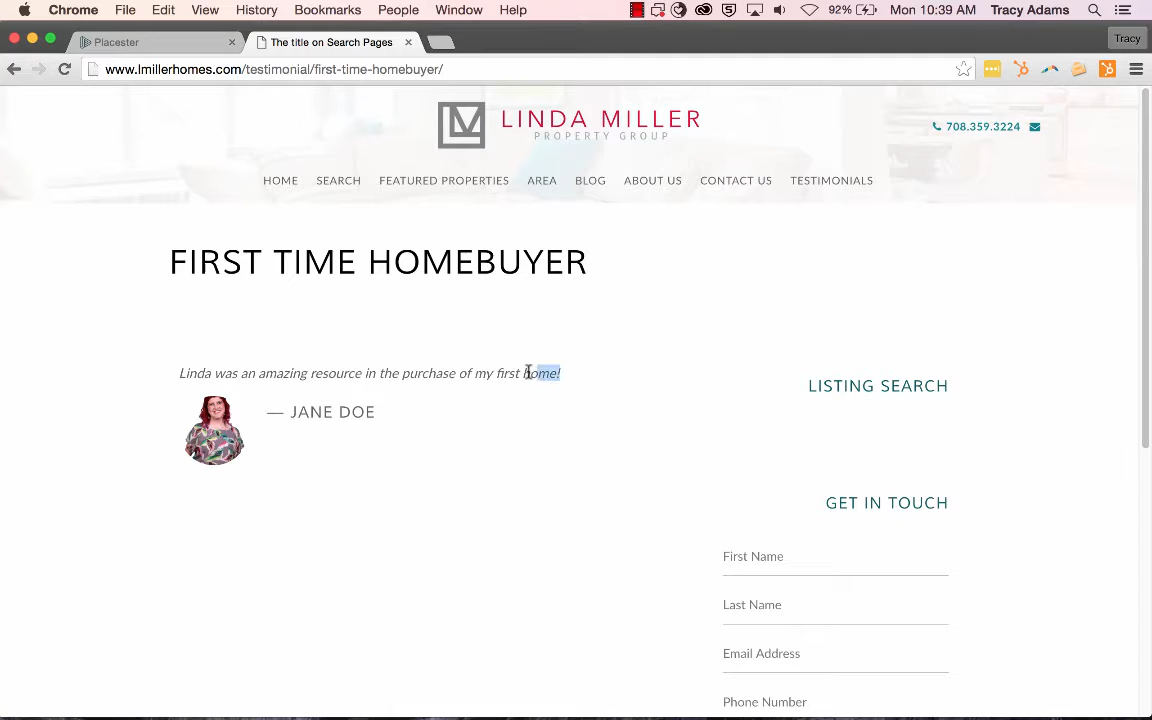 Chrome File Edit View History Bookmarks People Window Help 92% Mon 10:39 AM Tracy Adams
Placester The title on Search Pages Tracy
www.lmillerhomes.com/testimonial/first-time-homebuyer/
LINDA MILLER
PROPERTY GROUP
708.359.3224
HOME SEARCH FEATURED PROPERTIES AREA BLOG ABOUT US CONTACT US TESTIMONIALS
FIRST TIME HOMEBUYER
Linda was an amazing resource in the purchase of my first home!
— JANE DOE
LISTING SEARCH
GET IN TOUCH
First Name
Last Name
Email Address
Phone Number